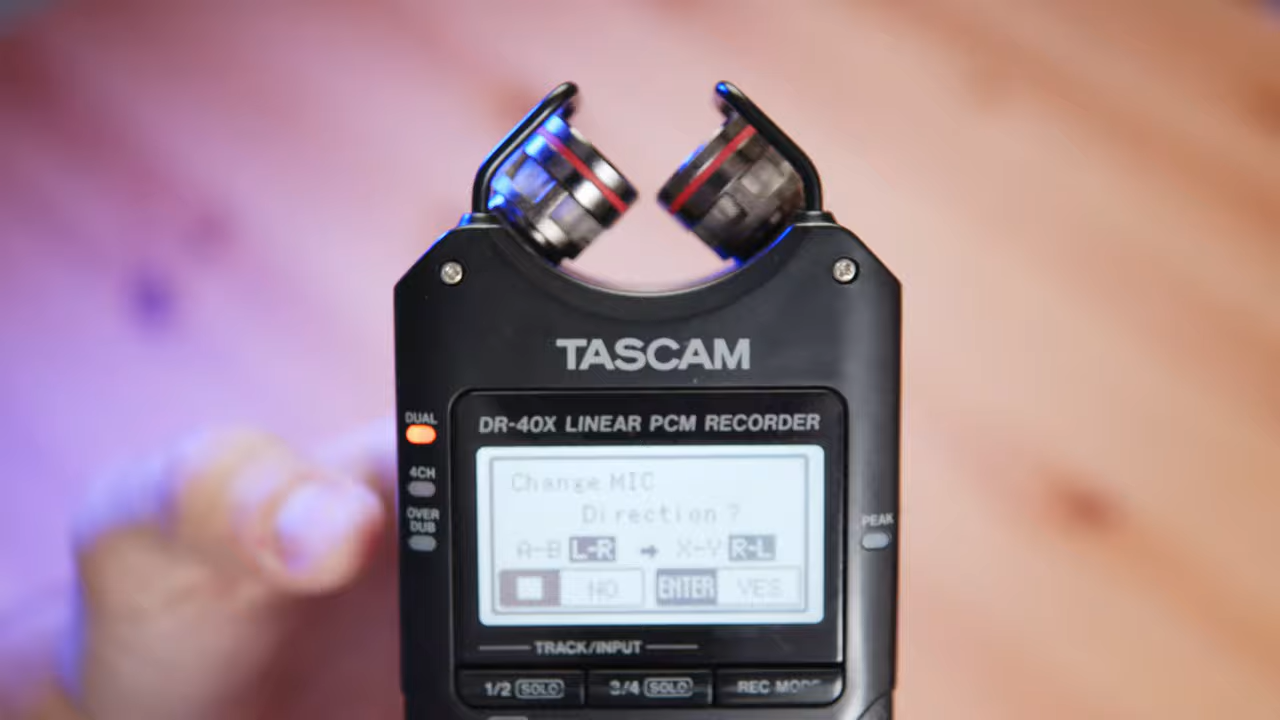 TASCAM
DR-40X LINEAR PCM RECORDER
DUAL
4CH
OVER
DUB
PEAK
Change MIC
Direction?
A-B L-R → X-Y R-L
NO ENTER YES
TRACK/INPUT
1/2 SOLO 3/4 SOLO REC MODE